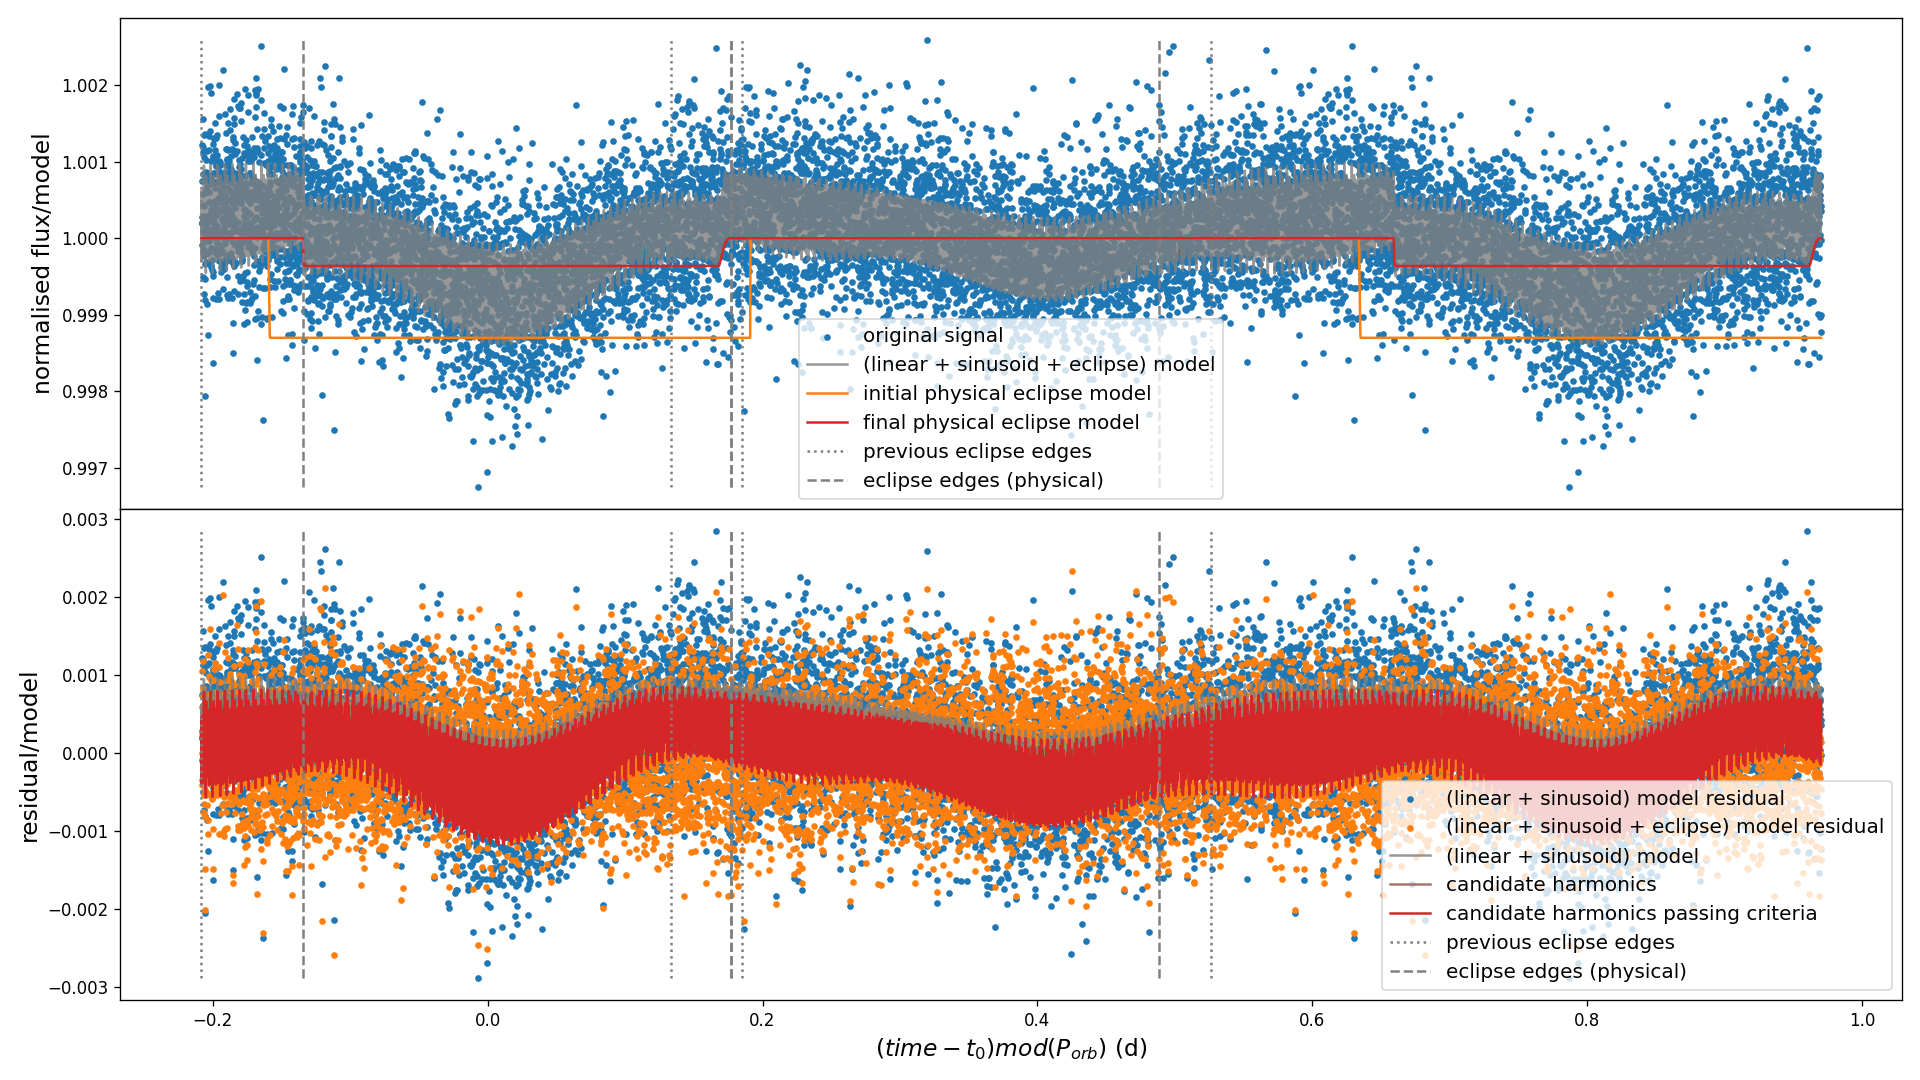 normalised flux/model
1.002
1.001
1.000
0.999
0.998
0.997
original signal
(linear + sinusoid + eclipse) model
initial physical eclipse model
final physical eclipse model
previous eclipse edges
eclipse edges (physical)
residual/model
0.003
0.002
0.001
0.000
−0.001
−0.002
−0.003
(linear + sinusoid) model residual
(linear + sinusoid + eclipse) model residual
(linear + sinusoid) model
candidate harmonics
candidate harmonics passing criteria
previous eclipse edges
eclipse edges (physical)
−0.2 0.0 0.2 0.4 0.6 0.8 1.0
(time − t₀)mod(P_orb) (d)